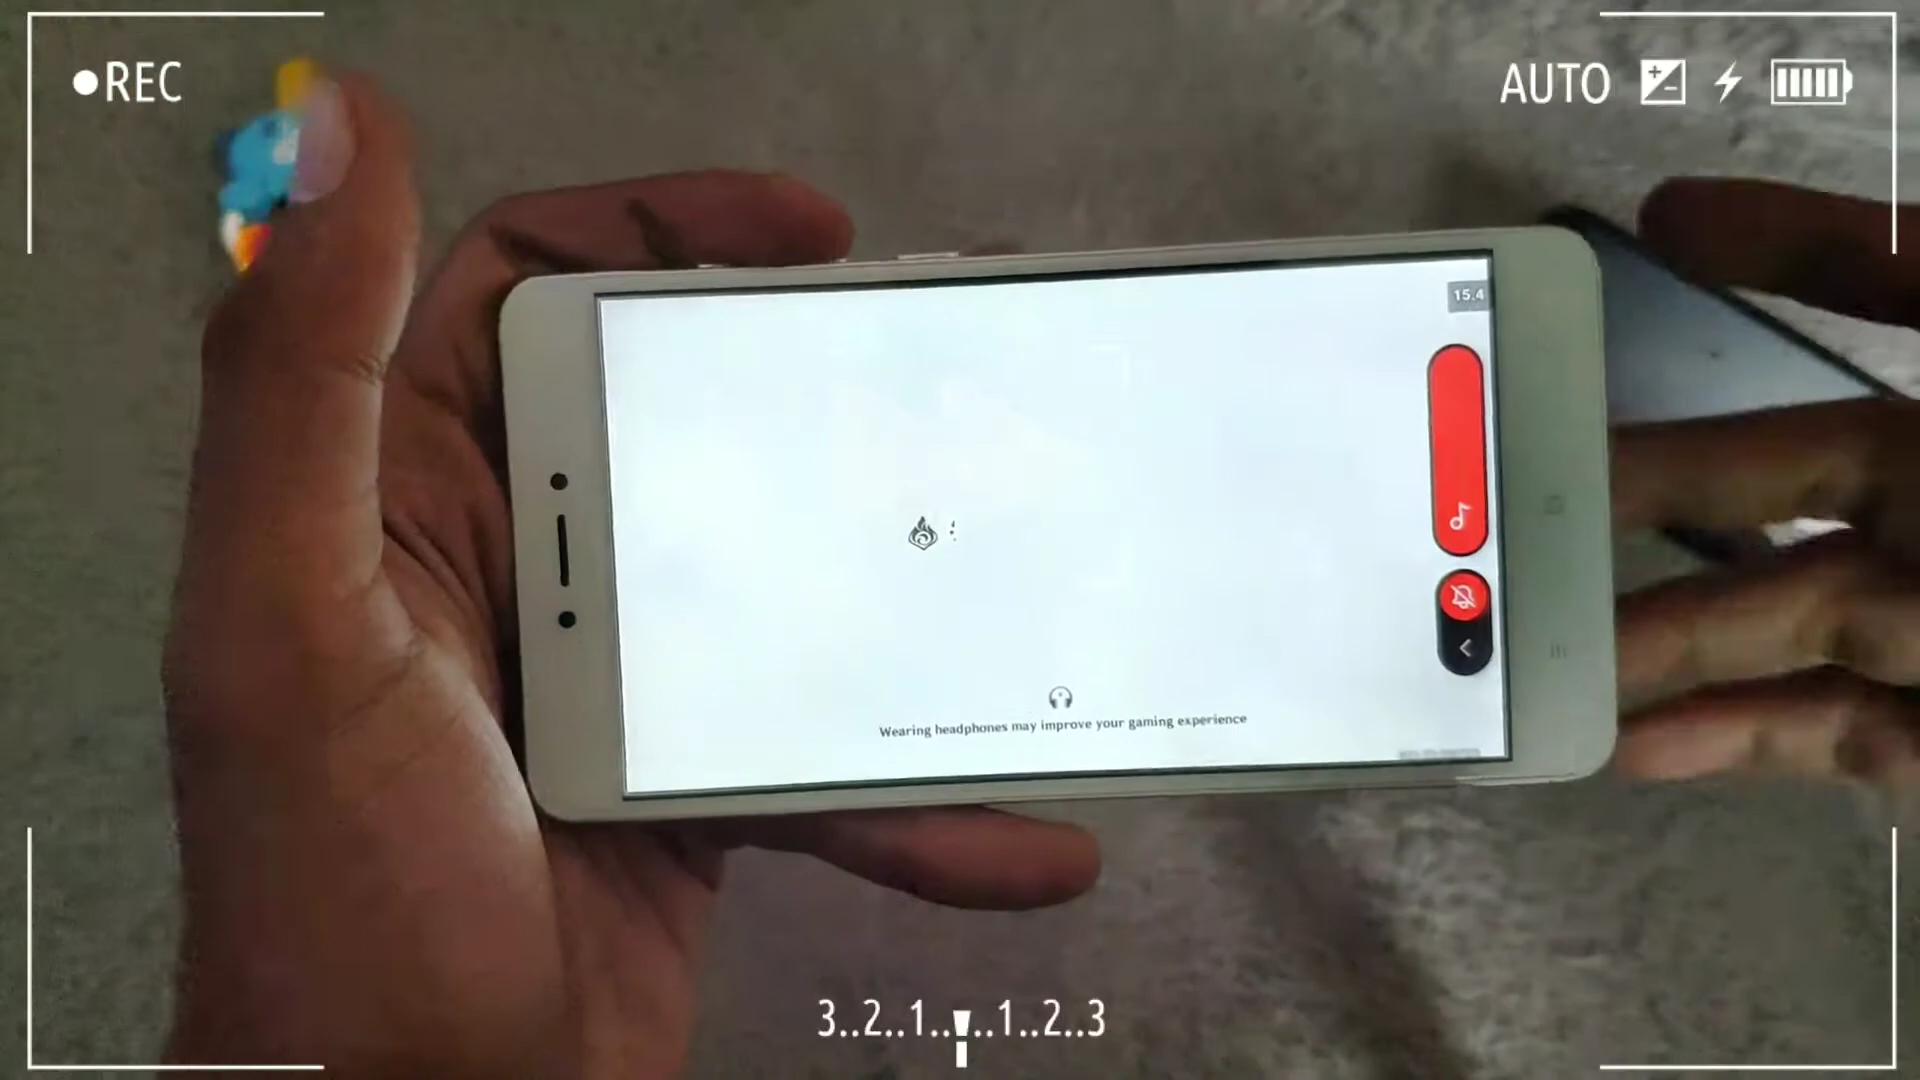 REC
AUTO
15.4
Wearing headphones may improve your gaming experience
3..2..1.. ..1..2..3